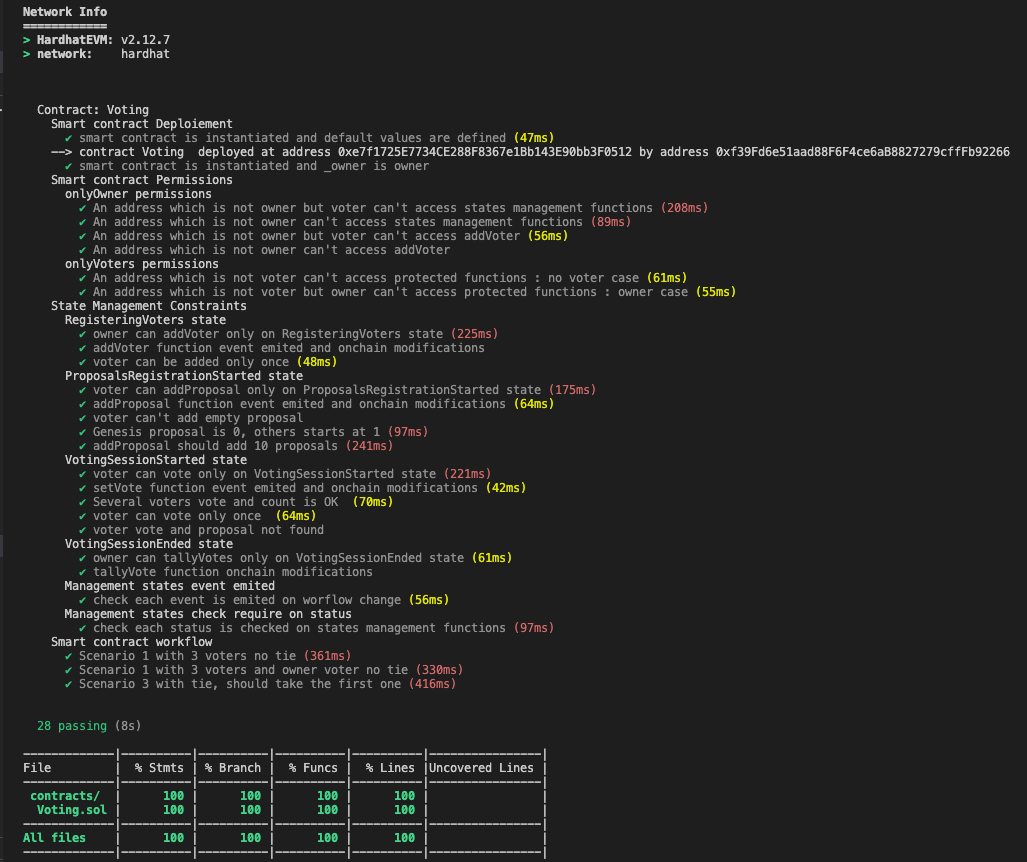 Network Info
============
> HardhatEVM: v2.12.7
> network:    hardhat
Contract: Voting
Smart contract Deploiement
✔ smart contract is instantiated and default values are defined (47ms)
--> contract Voting  deployed at address 0xe7f1725E7734CE288F8367e1Bb143E90bb3F0512 by address 0xf39Fd6e51aad88F6F4ce6aB8827279cffFb92266
✔ smart contract is instantiated and _owner is owner
Smart contract Permissions
onlyOwner permissions
✔ An address which is not owner but voter can't access states management functions (208ms)
✔ An address which is not owner can't access states management functions (89ms)
✔ An address which is not owner but voter can't access addVoter (56ms)
✔ An address which is not owner can't access addVoter
onlyVoters permissions
✔ An address which is not voter can't access protected functions : no voter case (61ms)
✔ An address which is not voter but owner can't access protected functions : owner case (55ms)
State Management Constraints
RegisteringVoters state
✔ owner can addVoter only on RegisteringVoters state (225ms)
✔ addVoter function event emited and onchain modifications
✔ voter can be added only once (48ms)
ProposalsRegistrationStarted state
✔ voter can addProposal only on ProposalsRegistrationStarted state (175ms)
✔ addProposal function event emited and onchain modifications (64ms)
✔ voter can't add empty proposal
✔ Genesis proposal is 0, others starts at 1 (97ms)
✔ addProposal should add 10 proposals (241ms)
VotingSessionStarted state
✔ voter can vote only on VotingSessionStarted state (221ms)
✔ setVote function event emited and onchain modifications (42ms)
✔ Several voters vote and count is OK  (70ms)
✔ voter can vote only once  (64ms)
✔ voter vote and proposal not found
VotingSessionEnded state
✔ owner can tallyVotes only on VotingSessionEnded state (61ms)
✔ tallyVote function onchain modifications
Management states event emited
✔ check each event is emited on worflow change (56ms)
Management states check require on status
✔ check each status is checked on states management functions (97ms)
Smart contract workflow
✔ Scenario 1 with 3 voters no tie (361ms)
✔ Scenario 1 with 3 voters and owner voter no tie (330ms)
✔ Scenario 3 with tie, should take the first one (416ms)
28 passing (8s)
-------------|----------|----------|----------|----------|----------------|
File         |  % Stmts | % Branch |  % Funcs |  % Lines |Uncovered Lines |
-------------|----------|----------|----------|----------|----------------|
 contracts/  |      100 |      100 |      100 |      100 |                |
  Voting.sol |      100 |      100 |      100 |      100 |                |
-------------|----------|----------|----------|----------|----------------|
All files    |      100 |      100 |      100 |      100 |                |
-------------|----------|----------|----------|----------|----------------|